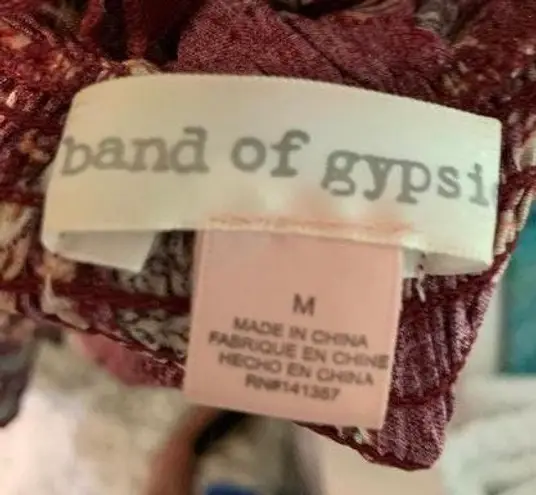 band of gypsi
M
MADE IN CHINA
FABRIQUE EN CHINE
HECHO EN CHINA
RN#141387